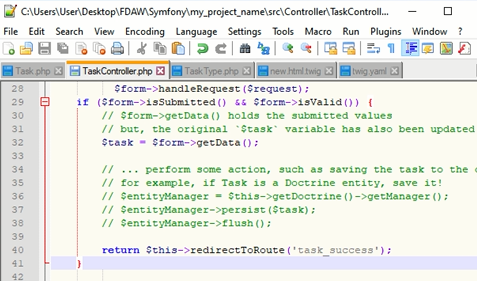 C:\Users\User\Desktop\FDAW\Symfony\my_project_name\src\Controller\TaskControll...
File Edit Search View Encoding Language Settings Tools Macro Run Plugins Window ?
Task.php TaskController.php TaskType.php new.html.twig twig.yaml
28 $form->handleRequest($request);
29 if ($form->isSubmitted() && $form->isValid()) {
30 // $form->getData() holds the submitted values
31 // but, the original `$task` variable has also been updated
32 $task = $form->getData();
33
34 // ... perform some action, such as saving the task to the
35 // for example, if Task is a Doctrine entity, save it!
36 // $entityManager = $this->getDoctrine()->getManager();
37 // $entityManager->persist($task);
38 // $entityManager->flush();
39
40 return $this->redirectToRoute('task_success');
41 }
42